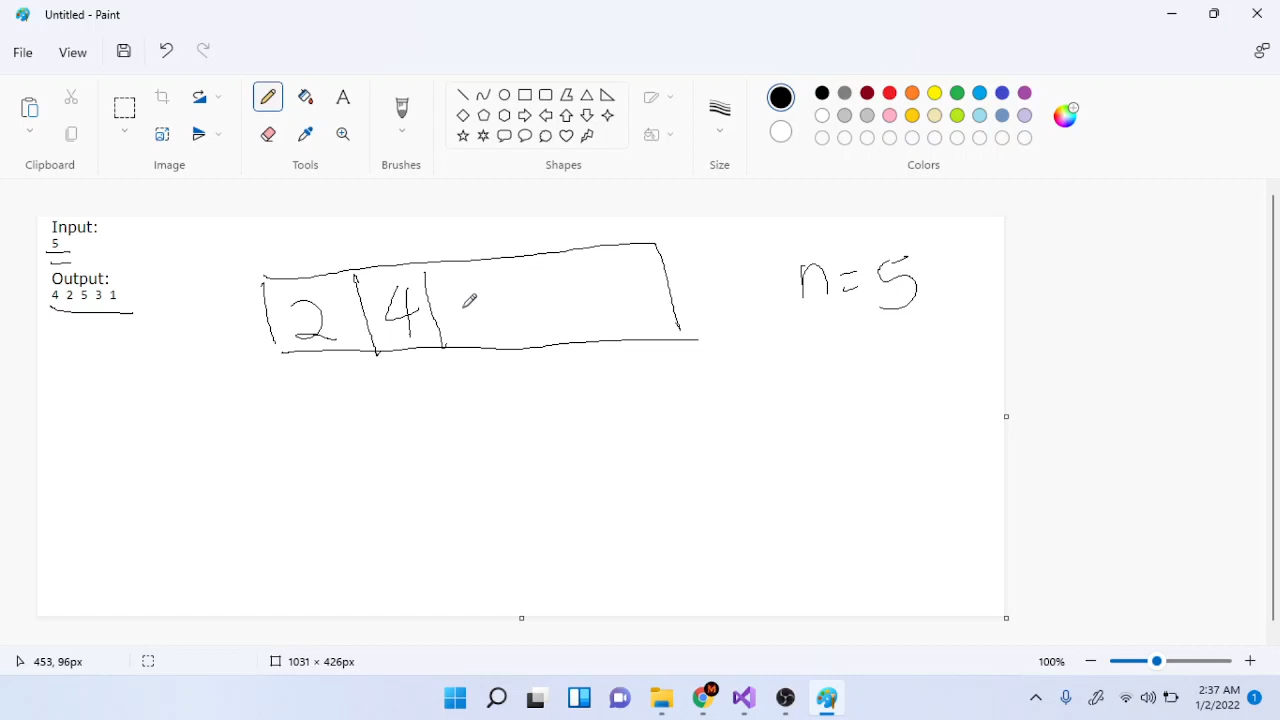 Untitled - Paint
File View
Clipboard Image Tools Brushes Shapes Size Colors
Input:
5
Output:
4 2 5 3 1
2 4
n=5
453, 96px
1031 × 426px
100%
M
2:37 AM
1/2/2022
1